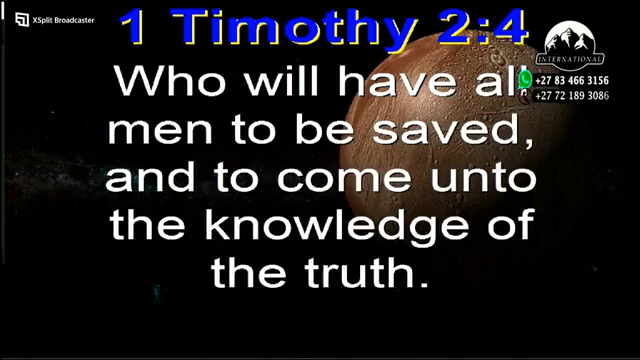 XSplit Broadcaster
1 Timothy 2:4
INTERNATIONAL
Who will have all
+27 83 466 3156
+27 72 189 3086
men to be saved,
and to come unto
the knowledge of
the truth.